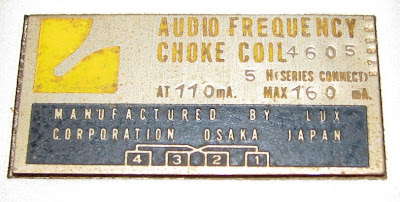 AUDIO FREQUENCY
CHOKE COIL 4605
5 H (SERIES CONNECT)
AT 110 mA. MAX 160 mA.
MANUFACTURED BY LUX
CORPORATION OSAKA JAPAN
4 3 2 1